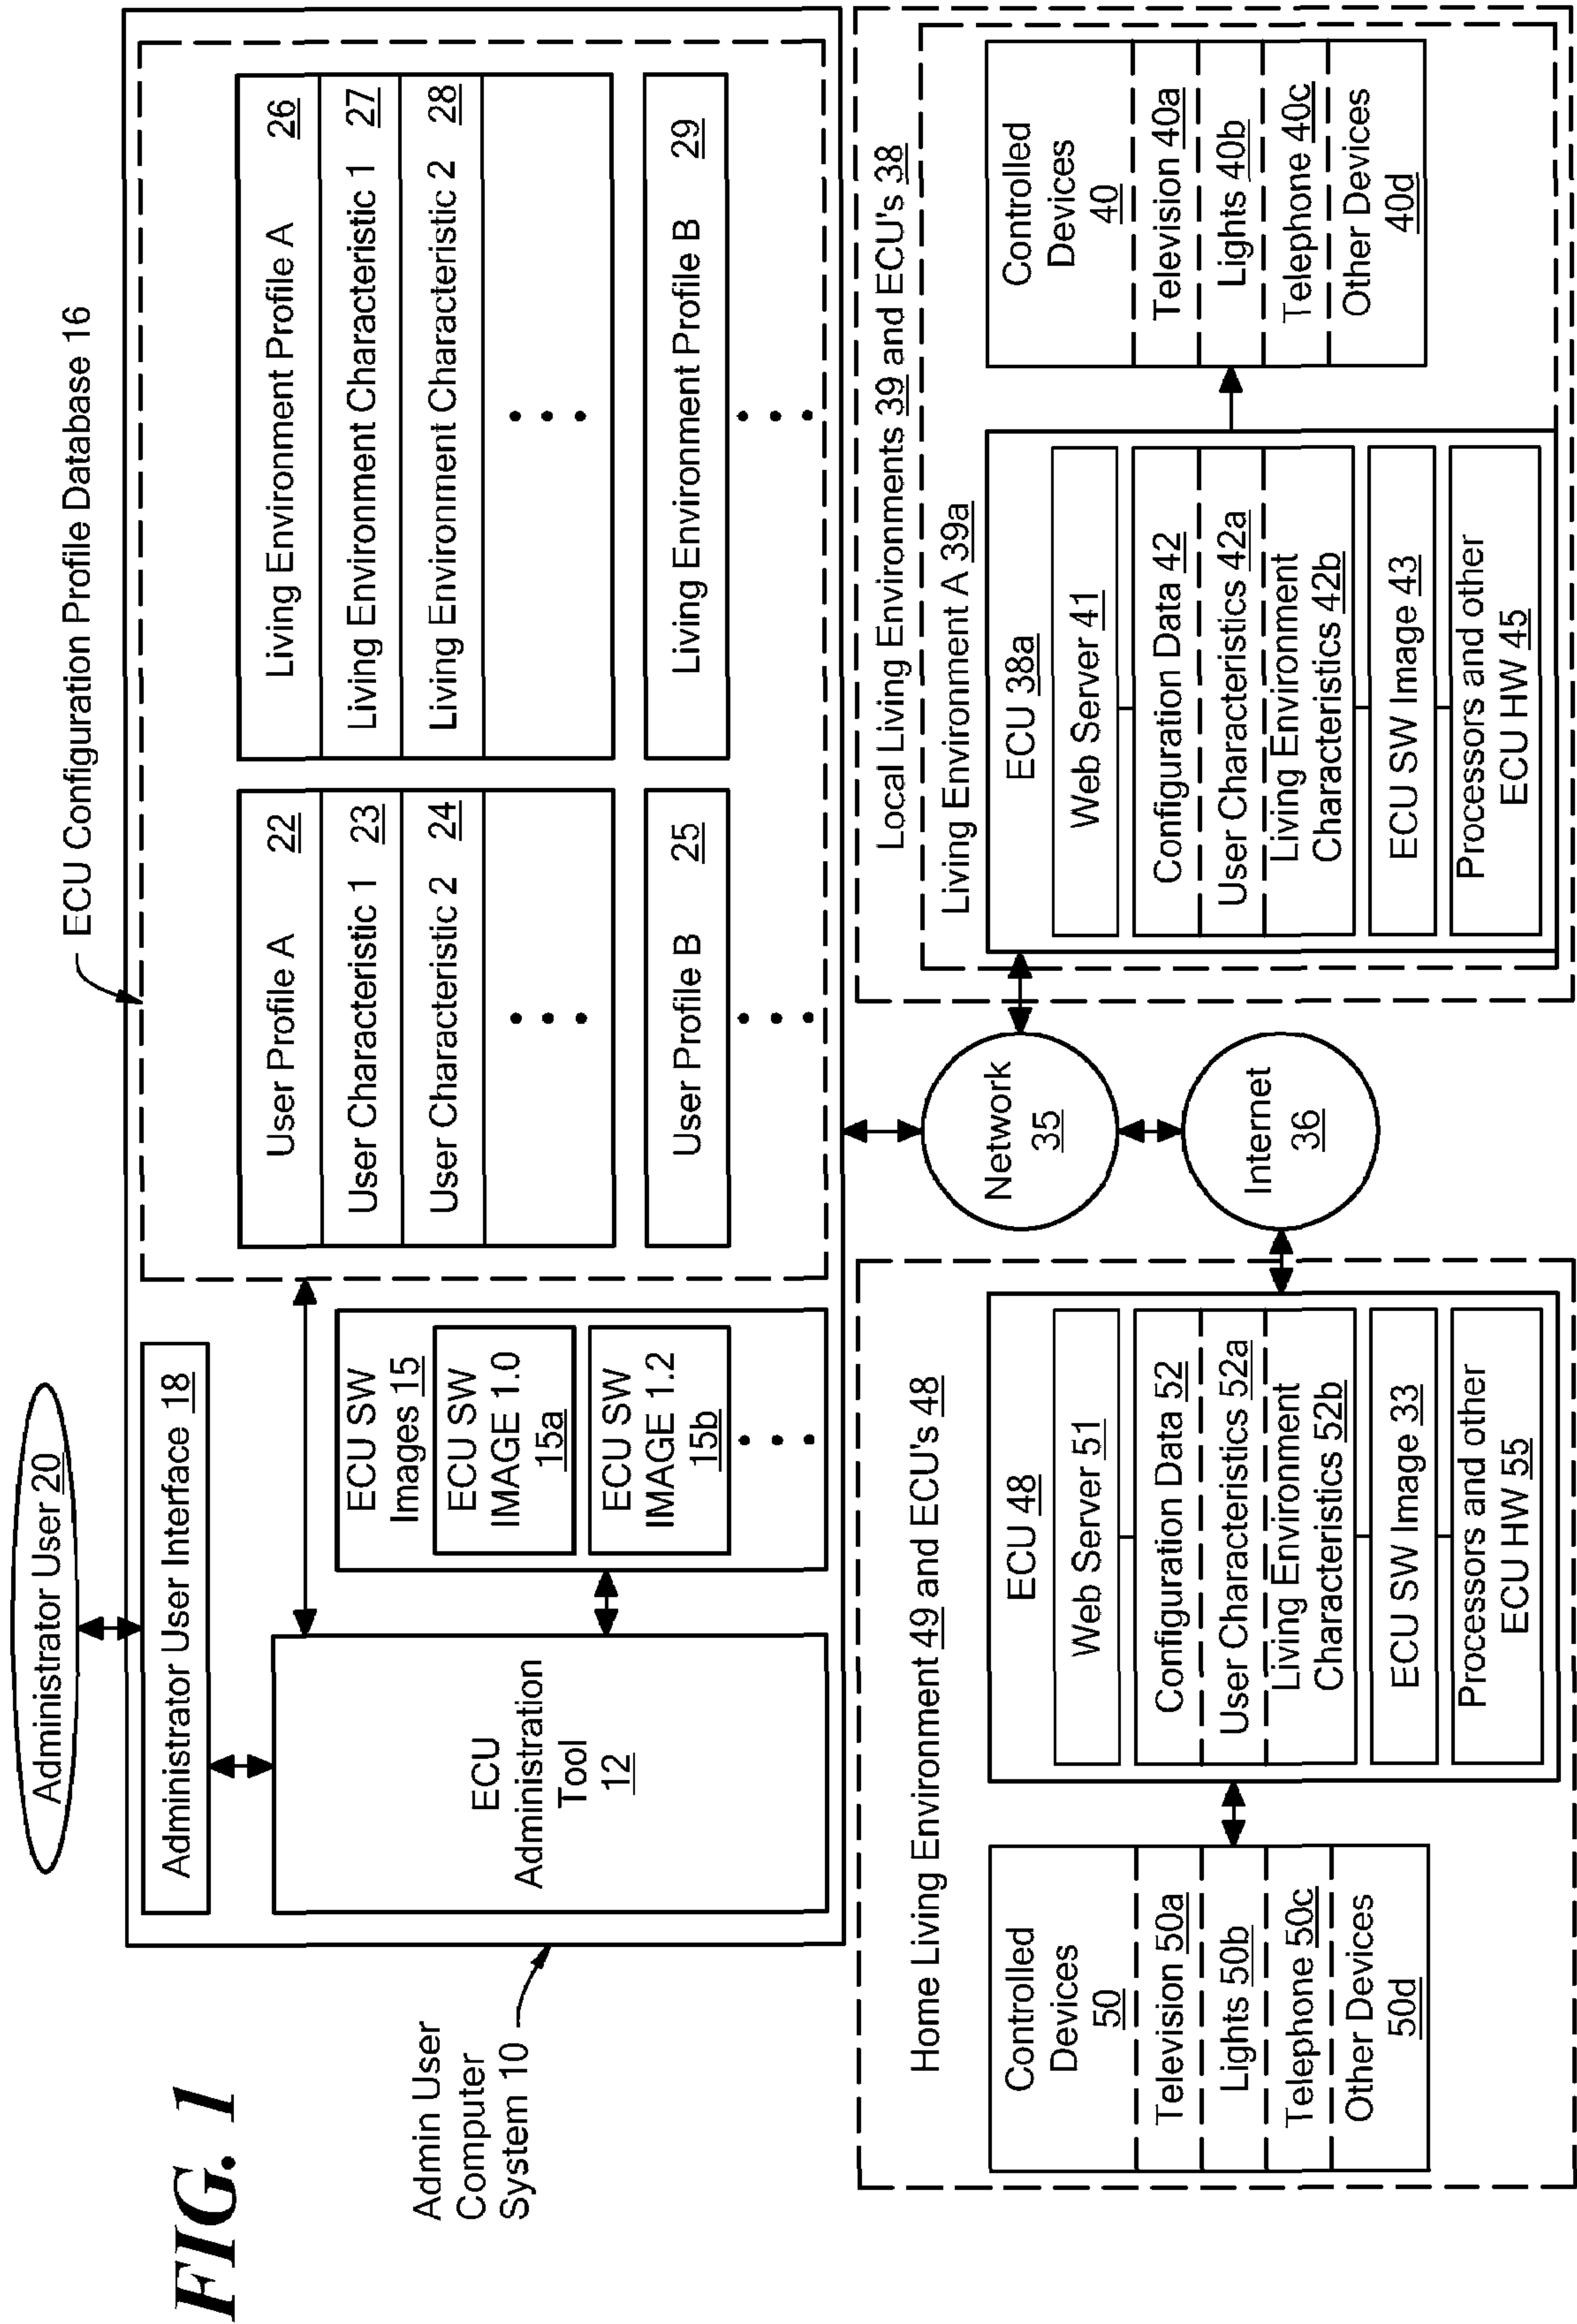 FIG. 1
Administrator User 20
Admin User
Computer
System 10
Administrator User Interface 18
ECU
Administration
Tool
12
ECU SW
Images 15
ECU SW
IMAGE 1.0
15a
ECU SW
IMAGE 1.2
15b
ECU Configuration Profile Database 16
User Profile A 22
User Characteristic 1 23
User Characteristic 2 24
User Profile B 25
Living Environment Profile A 26
Living Environment Characteristic 1 27
Living Environment Characteristic 2 28
Living Environment Profile B 29
Home Living Environment 49 and ECU's 48
Controlled
Devices
50
Television 50a
Lights 50b
Telephone 50c
Other Devices
50d
ECU 48
Web Server 51
Configuration Data 52
User Characteristics 52a
Living Environment
Characteristics 52b
ECU SW Image 33
Processors and other
ECU HW 55
Network
35
Internet
36
Local Living Environments 39 and ECU's 38
Living Environment A 39a
ECU 38a
Web Server 41
Configuration Data 42
User Characteristics 42a
Living Environment
Characteristics 42b
ECU SW Image 43
Processors and other
ECU HW 45
Controlled
Devices
40
Television 40a
Lights 40b
Telephone 40c
Other Devices
40d